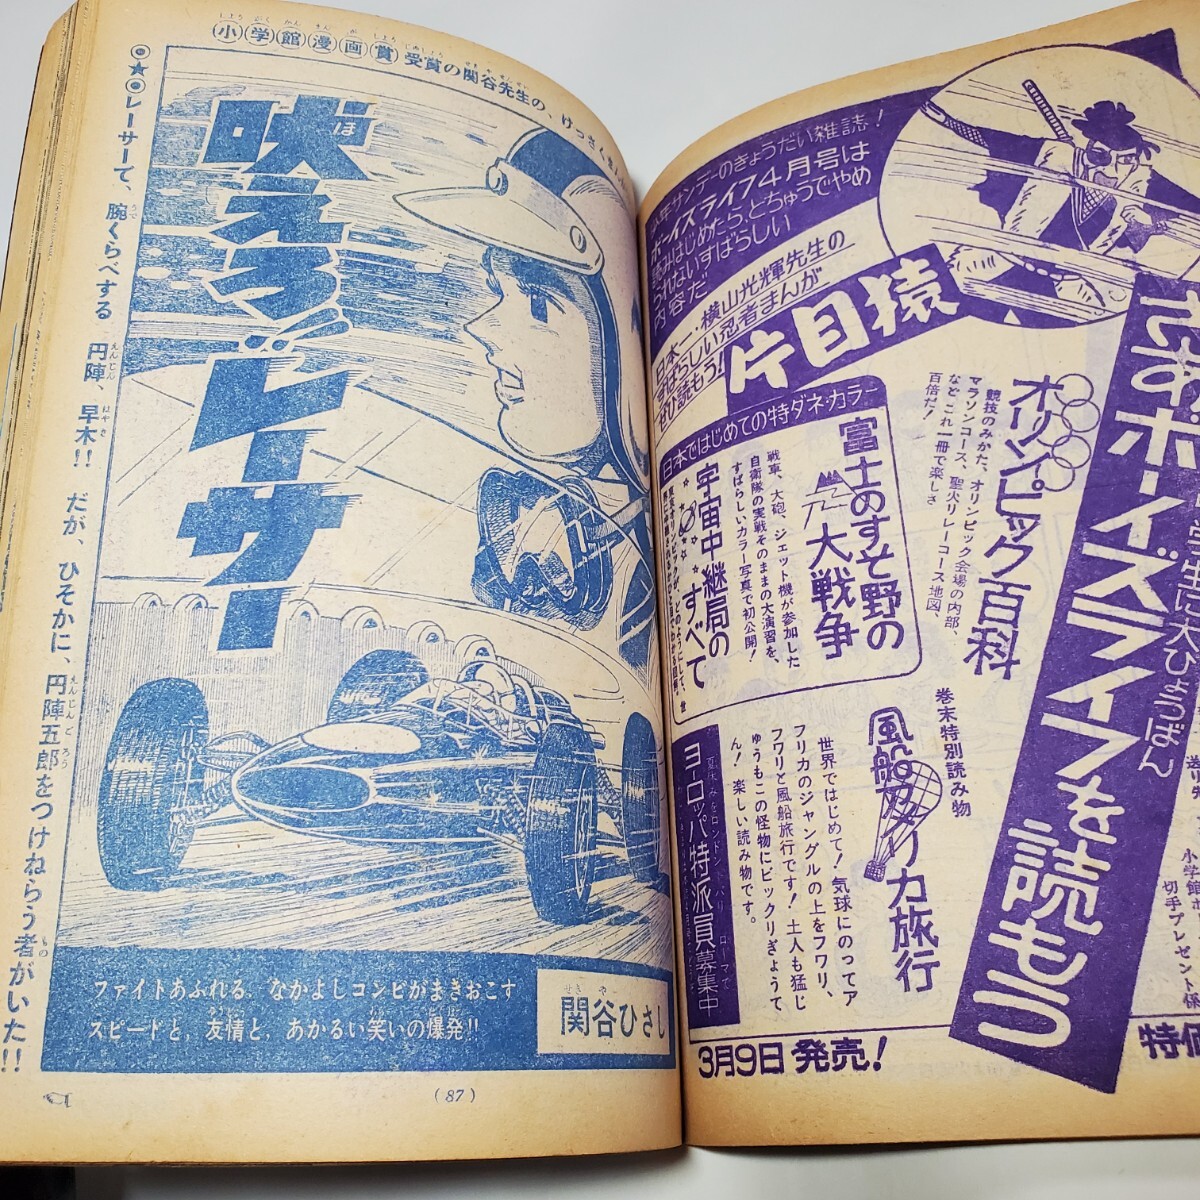 小学館漫画賞受賞の関谷先生の、けっさくまん
吠えろレーサー
◎★◎レーサーて、腕くらべする 円陣 早木!! だが、ひそかに、円陣五郎をつけねらう者がいた!!
ファイトあふれる、なかよしコンビがまきおこす
スピードと、友情と、あかるい笑いの爆発!!
関谷ひさし
(87)
年サンデーのきょうだい雑誌!
ボーイズライフ4月号は
読みはじめたら、とちゅうでやめ
られないすばらしい
内容だ
日本一・横山光輝先生の
すばらしい忍者まんが
ぜひ読もう!
片目猿
大ひょうばん
ボーイズライフを読もう
オリンピック百科
競技のみかた、オリンピック会場の内部、
マラソンコース、聖火リレーコース地図、
など これ一冊で楽しさ
百倍だ!
日本ではじめての特ダネ・カラー
富士のすそ野の
大戦争
戦車、大砲、ジェット機が参加した
自衛隊の実戦そのままの大演習を、
すばらしいカラー写真で初公開!
宇宙中継局の
すべて
巻末特別読み物
風船アフリカ旅行
世界ではじめて! 気球にのってア
フリカのジャングルの上をフワリ、
フワリと風船旅行です! 土人も猛じ
ゅうもこの怪物にビックリぎょうて
ん! 楽しい読み物です。
ヨーロッパ特派員募集中
小学館ボ
切手プレゼント係
3月9日発売!
特価